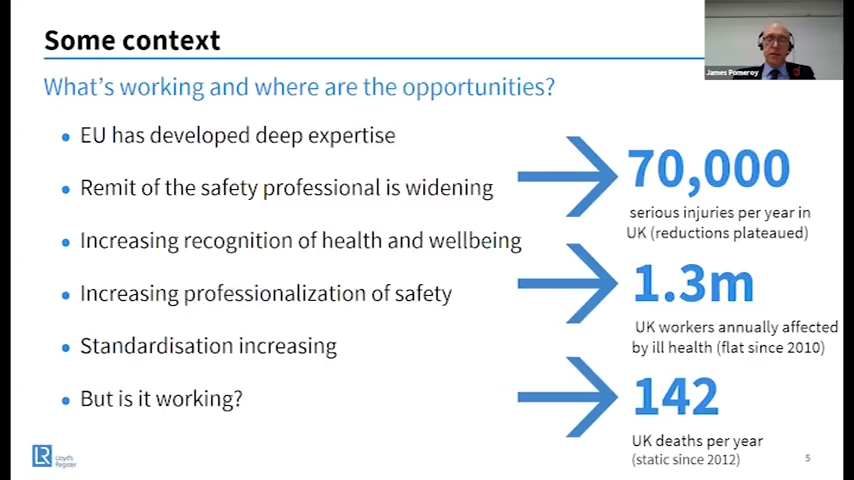 Some context
What's working and where are the opportunities?
• EU has developed deep expertise
• Remit of the safety professional is widening
• Increasing recognition of health and wellbeing
• Increasing professionalization of safety
• Standardisation increasing
• But is it working?
70,000
serious injuries per year in
UK (reductions plateaued)
1.3m
UK workers annually affected
by ill health (flat since 2010)
142
UK deaths per year
(static since 2012)
James Pomeroy
LR
Lloyd's
Register
5